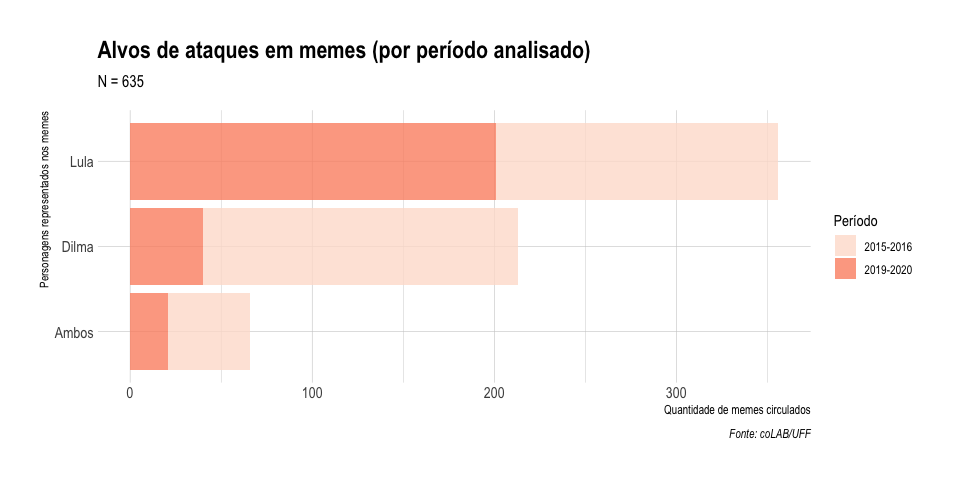 Alvos de ataques em memes (por período analisado)
N = 635
Personagens representados nos memes
Lula
Dilma
Ambos
0 100 200 300
Quantidade de memes circulados
Fonte: coLAB/UFF
Período
2015-2016
2019-2020